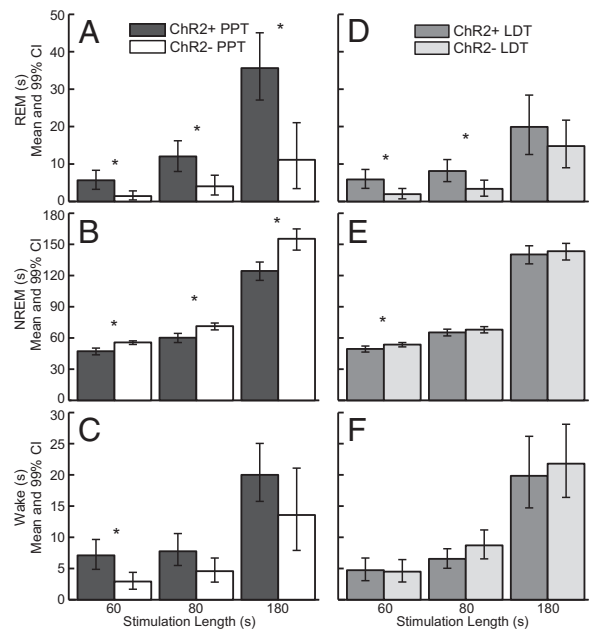 A
ChR2+ PPT
ChR2- PPT
*
*
*
REM (s)
Mean and 99% CI
50
40
30
20
10
0
D
ChR2+ LDT
ChR2- LDT
*
*
B
*
*
*
NREM (s)
Mean and 99% CI
180
150
120
90
60
30
0
E
*
C
*
Wake (s)
Mean and 99% CI
30
25
20
15
10
5
0
60
80
180
Stimulation Length (s)
F
60
80
180
Stimulation Length (s)